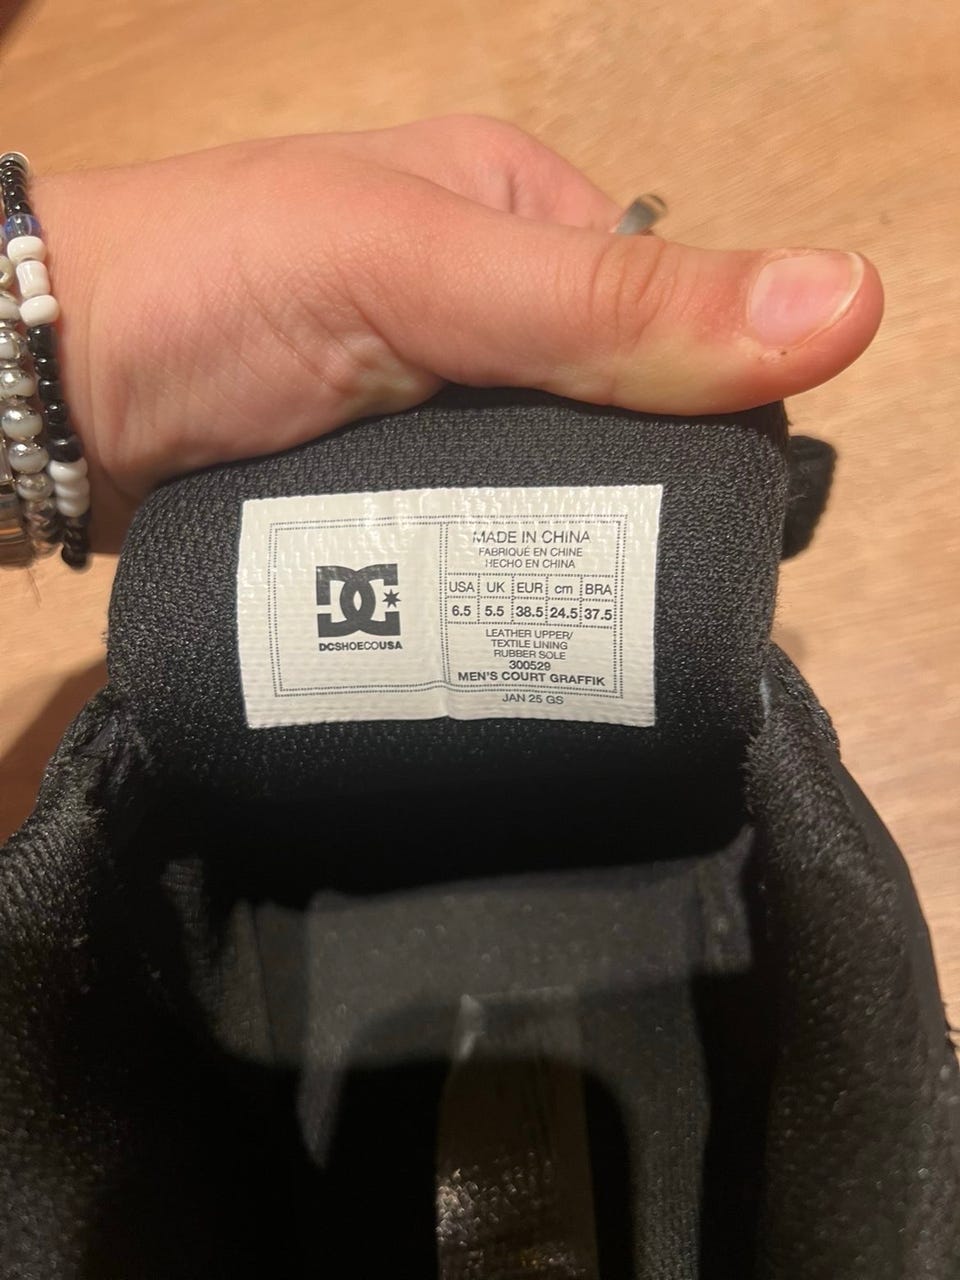 DC
DCSHOECOUSA
MADE IN CHINA
FABRIQUÉ EN CHINE
HECHO EN CHINA
USA UK EUR cm BRA
6.5 5.5 38.5 24.5 37.5
LEATHER UPPER/
TEXTILE LINING
RUBBER SOLE
300529
MEN'S COURT GRAFFIK
JAN 25 GS